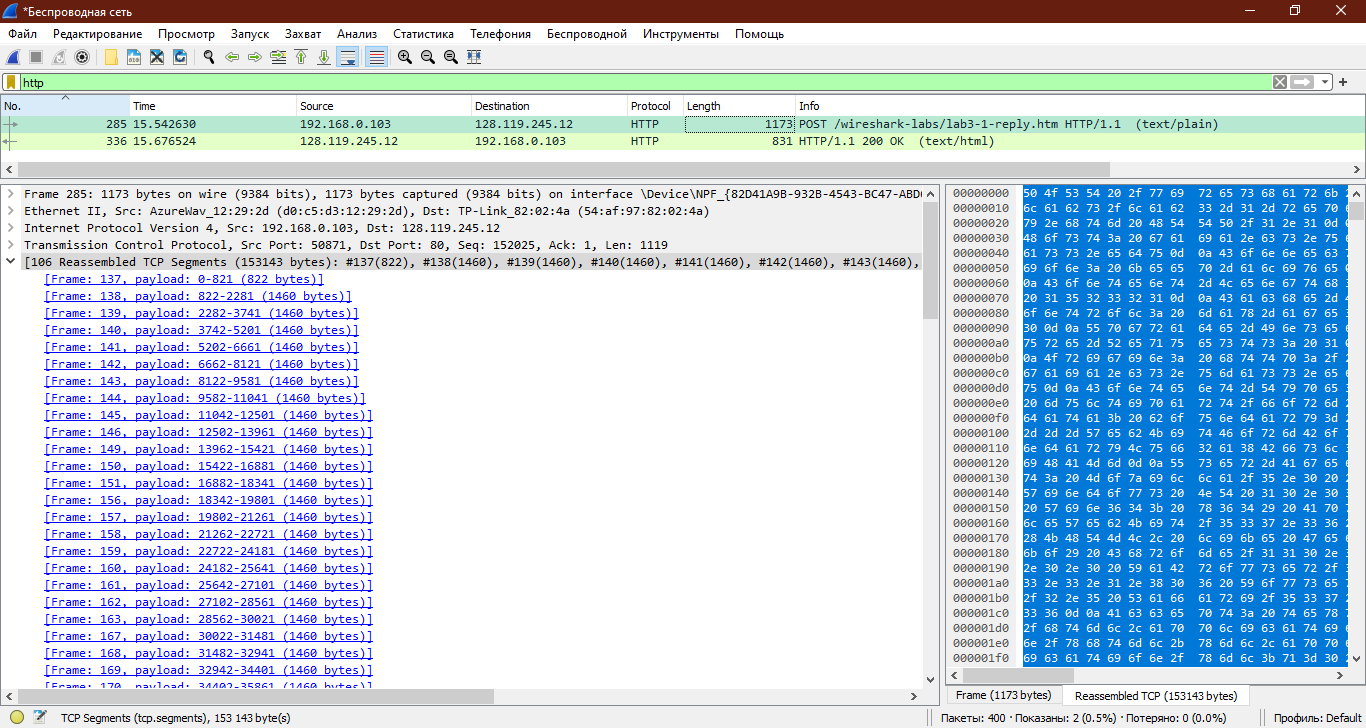 *Беспроводная сеть
Файл Редактирование Просмотр Запуск Захват Анализ Статистика Телефония Беспроводной Инструменты Помощь
http
No. Time Source Destination Protocol Length Info
285 15.542630 192.168.0.103 128.119.245.12 HTTP 1173 POST /wireshark-labs/lab3-1-reply.htm HTTP/1.1 (text/plain)
336 15.676524 128.119.245.12 192.168.0.103 HTTP 831 HTTP/1.1 200 OK (text/html)
Frame 285: 1173 bytes on wire (9384 bits), 1173 bytes captured (9384 bits) on interface \Device\NPF_{82D41A9B-932B-4543-BC47-ABD
Ethernet II, Src: AzureWav_12:29:2d (d0:c5:d3:12:29:2d), Dst: TP-Link_82:02:4a (54:af:97:82:02:4a)
Internet Protocol Version 4, Src: 192.168.0.103, Dst: 128.119.245.12
Transmission Control Protocol, Src Port: 50871, Dst Port: 80, Seq: 152025, Ack: 1, Len: 1119
[106 Reassembled TCP Segments (153143 bytes): #137(822), #138(1460), #139(1460), #140(1460), #141(1460), #142(1460), #143(1460),
[Frame: 137, payload: 0-821 (822 bytes)]
[Frame: 138, payload: 822-2281 (1460 bytes)]
[Frame: 139, payload: 2282-3741 (1460 bytes)]
[Frame: 140, payload: 3742-5201 (1460 bytes)]
[Frame: 141, payload: 5202-6661 (1460 bytes)]
[Frame: 142, payload: 6662-8121 (1460 bytes)]
[Frame: 143, payload: 8122-9581 (1460 bytes)]
[Frame: 144, payload: 9582-11041 (1460 bytes)]
[Frame: 145, payload: 11042-12501 (1460 bytes)]
[Frame: 146, payload: 12502-13961 (1460 bytes)]
[Frame: 149, payload: 13962-15421 (1460 bytes)]
[Frame: 150, payload: 15422-16881 (1460 bytes)]
[Frame: 151, payload: 16882-18341 (1460 bytes)]
[Frame: 156, payload: 18342-19801 (1460 bytes)]
[Frame: 157, payload: 19802-21261 (1460 bytes)]
[Frame: 158, payload: 21262-22721 (1460 bytes)]
[Frame: 159, payload: 22722-24181 (1460 bytes)]
[Frame: 160, payload: 24182-25641 (1460 bytes)]
[Frame: 161, payload: 25642-27101 (1460 bytes)]
[Frame: 162, payload: 27102-28561 (1460 bytes)]
[Frame: 163, payload: 28562-30021 (1460 bytes)]
[Frame: 167, payload: 30022-31481 (1460 bytes)]
[Frame: 168, payload: 31482-32941 (1460 bytes)]
[Frame: 169, payload: 32942-34401 (1460 bytes)]
[Frame: 170, payload: 34402-35861 (1460 bytes)]
00000000 50 4f 53 54 20 2f 77 69 72 65 73 68 61 72 6b 2
00000010 6c 61 62 73 2f 6c 61 62 33 2d 31 2d 72 65 70 6
00000020 79 2e 68 74 6d 20 48 54 54 50 2f 31 2e 31 0d 0
00000030 48 6f 73 74 3a 20 67 61 69 61 2e 63 73 2e 75 6
00000040 61 73 73 2e 65 64 75 0d 0a 43 6f 6e 6e 65 63 7
00000050 69 6f 6e 3a 20 6b 65 65 70 2d 61 6c 69 76 65 0
00000060 0a 43 6f 6e 74 65 6e 74 2d 4c 65 6e 67 74 68 3
00000070 20 31 35 32 33 32 31 0d 0a 43 61 63 68 65 2d 4
00000080 6f 6e 74 72 6f 6c 3a 20 6d 61 78 2d 61 67 65 3
00000090 30 0d 0a 55 70 67 72 61 64 65 2d 49 6e 73 65 6
000000a0 75 72 65 2d 52 65 71 75 65 73 74 73 3a 20 31 0
000000b0 0a 4f 72 69 67 69 6e 3a 20 68 74 74 70 3a 2f 2
000000c0 67 61 69 61 2e 63 73 2e 75 6d 61 73 73 2e 65 6
000000d0 75 0d 0a 43 6f 6e 74 65 6e 74 2d 54 79 70 65 3
000000e0 20 6d 75 6c 74 69 70 61 72 74 2f 66 6f 72 6d 2
000000f0 64 61 74 61 3b 20 62 6f 75 6e 64 61 72 79 3d 2
00000100 2d 2d 2d 57 65 62 4b 69 74 46 6f 72 6d 42 6f 7
00000110 6e 64 61 72 79 4c 75 66 32 61 38 42 66 73 6c 3
00000120 69 48 41 4d 6d 0d 0a 55 73 65 72 2d 41 67 65 6
00000130 74 3a 20 4d 6f 7a 69 6c 6c 61 2f 35 2e 30 20 2
00000140 57 69 6e 64 6f 77 73 20 4e 54 20 31 30 2e 30 3
00000150 20 57 69 6e 36 34 3b 20 78 36 34 29 20 41 70 7
00000160 6c 65 57 65 62 4b 69 74 2f 35 33 37 2e 33 36 2
00000170 28 4b 48 54 4d 4c 2c 20 6c 69 6b 65 20 47 65 6
00000180 6b 6f 29 20 43 68 72 6f 6d 65 2f 31 31 30 2e 3
00000190 2e 30 2e 30 20 59 61 42 72 6f 77 73 65 72 2f 3
000001a0 33 2e 33 2e 31 2e 38 30 36 20 59 6f 77 73 65 7
000001b0 2f 32 2e 35 20 53 61 66 61 72 69 2f 35 33 37 2
000001c0 33 36 0d 0a 41 63 63 65 70 74 3a 20 74 65 78 7
000001d0 2f 68 74 6d 6c 2c 61 70 70 6c 69 63 61 74 69 6
000001e0 6e 2f 78 68 74 6d 6c 2b 78 6d 6c 2c 61 70 70 6
000001f0 69 63 61 74 69 6f 6e 2f 78 6d 6c 3b 71 3d 30 2
Frame (1173 bytes) Reassembled TCP (153143 bytes)
TCP Segments (tcp.segments), 153 143 byte(s) Пакеты: 400 · Показаны: 2 (0.5%) · Потеряно: 0 (0.0%) Профиль: Default